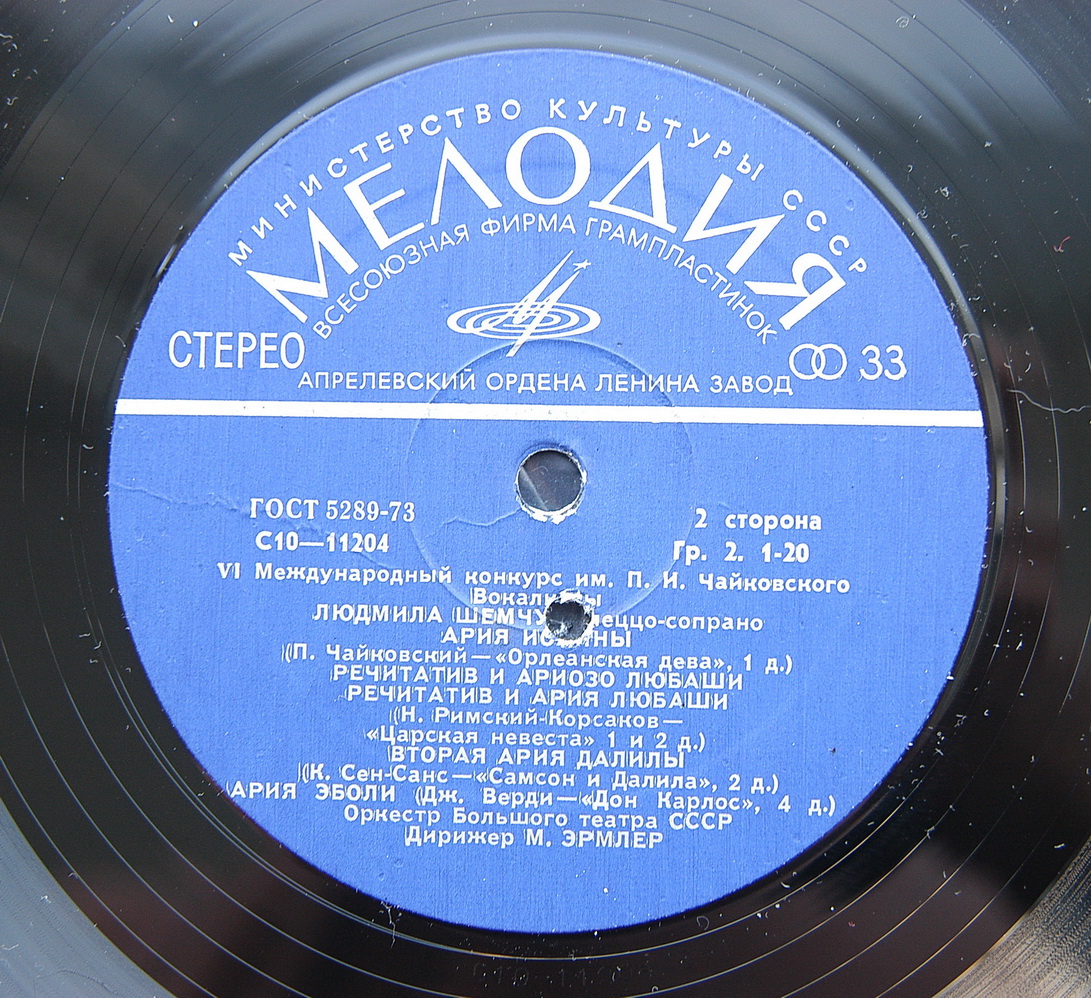 МИНИСТЕРСТВО КУЛЬТУРЫ СССР
МЕЛОДИЯ
ВСЕСОЮЗНАЯ ФИРМА ГРАМПЛАСТИНОК
СТЕРЕО
33
АПРЕЛЕВСКИЙ ОРДЕНА ЛЕНИНА ЗАВОД
ГОСТ 5289-73
2 сторона
С10—11204
Гр. 2. 1-20
VI Международный конкурс им. П. И. Чайковского
ЛЮДМИЛА
АРИЯ
(П. Чайковский—«Орлеанская дева», 1 д.)
РЕЧИТАТИВ И АРИОЗО ЛЮБАШИ
РЕЧИТАТИВ И АРИЯ ЛЮБАШИ
(Н. Римский-Корсаков—
«Царская невеста» 1 и 2 д.)
ВТОРАЯ АРИЯ ДАЛИЛЫ
(К. Сен-Санс—«Самсон и Далила», 2 д.)
АРИЯ ЭБОЛИ (Дж. Верди—«Дон Карлос», 4 д.)
Оркестр Большого театра СССР
Дирижер М. ЭРМЛЕР